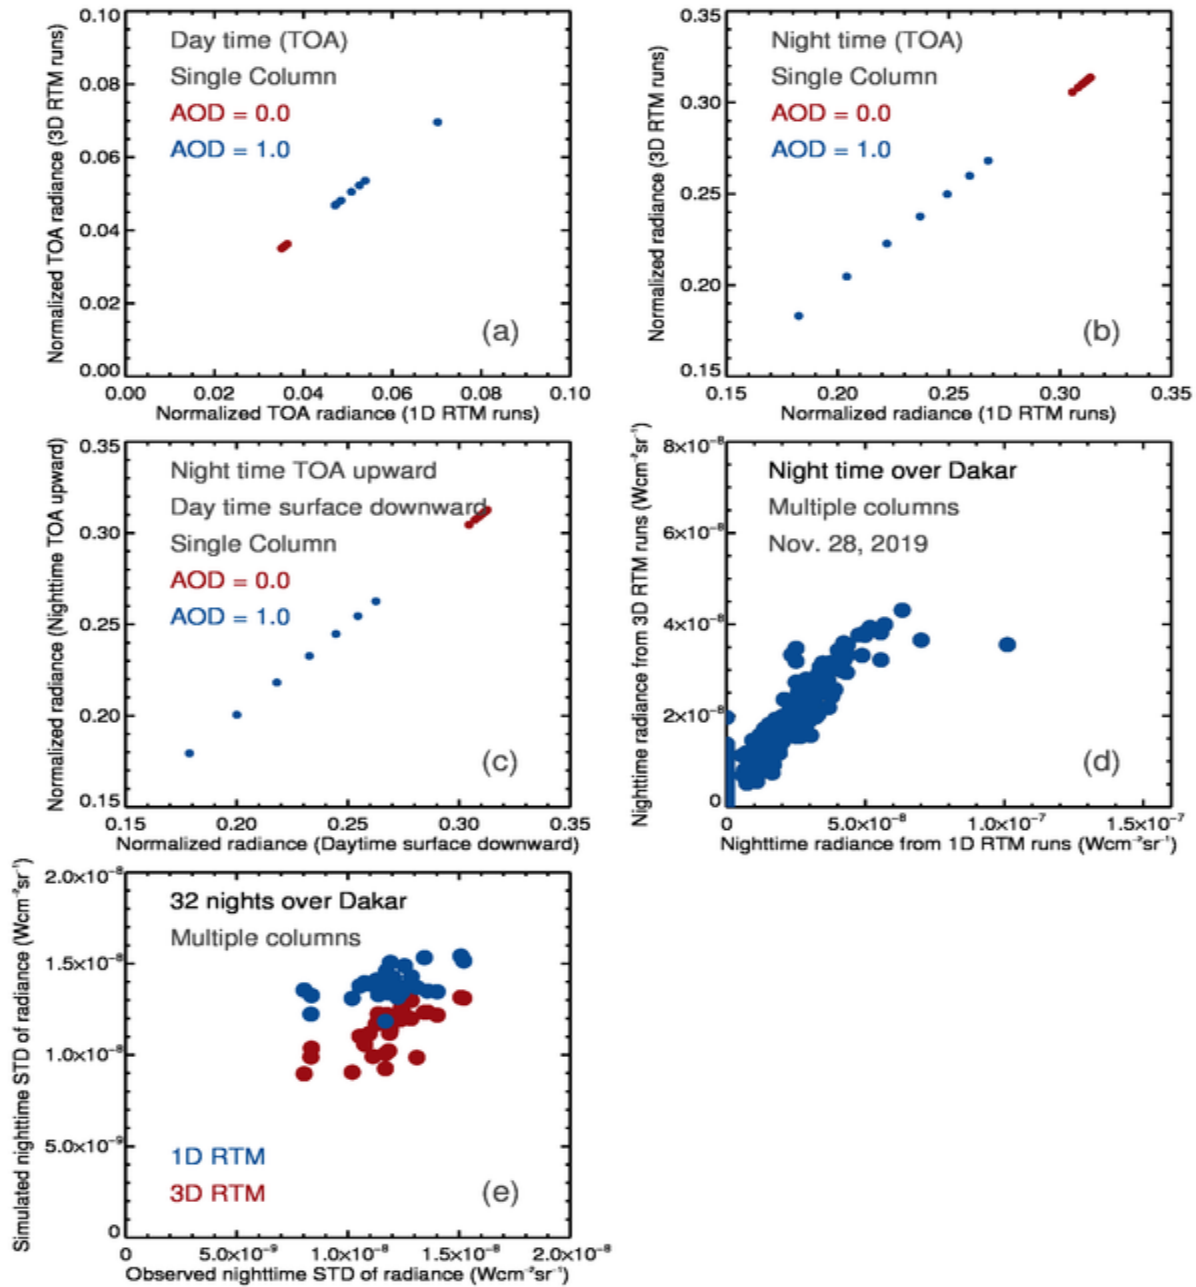 Normalized TOA radiance (3D RTM runs)
0.10
0.08
0.06
0.04
0.02
0.00
Day time (TOA)
Single Column
AOD = 0.0
AOD = 1.0
(a)
0.00 0.02 0.04 0.06 0.08 0.10
Normalized TOA radiance (1D RTM runs)
Normalized radiance (3D RTM runs)
0.35
0.30
0.25
0.20
0.15
Night time (TOA)
Single Column
AOD = 0.0
AOD = 1.0
(b)
0.15 0.20 0.25 0.30 0.35
Normalized radiance (1D RTM runs)
Normalized radiance (Nighttime TOA upward)
0.35
0.30
0.25
0.20
0.15
Night time TOA upward
Day time surface downward
Single Column
AOD = 0.0
AOD = 1.0
(c)
0.15 0.20 0.25 0.30 0.35
Normalized radiance (Daytime surface downward)
Nighttime radiance from 3D RTM runs (Wcm⁻²sr⁻¹)
8×10⁻⁸
6×10⁻⁸
4×10⁻⁸
2×10⁻⁸
0
Night time over Dakar
Multiple columns
Nov. 28, 2019
(d)
0 5.0×10⁻⁸ 1.0×10⁻⁷ 1.5×10⁻⁷
Nighttime radiance from 1D RTM runs (Wcm⁻²sr⁻¹)
Simulated nighttime STD of radiance (Wcm⁻²sr⁻¹)
2.0×10⁻⁸
1.5×10⁻⁸
1.0×10⁻⁸
5.0×10⁻⁹
0
32 nights over Dakar
Multiple columns
1D RTM
3D RTM
(e)
0 5.0×10⁻⁹ 1.0×10⁻⁸ 1.5×10⁻⁸ 2.0×10⁻⁸
Observed nighttime STD of radiance (Wcm⁻²sr⁻¹)